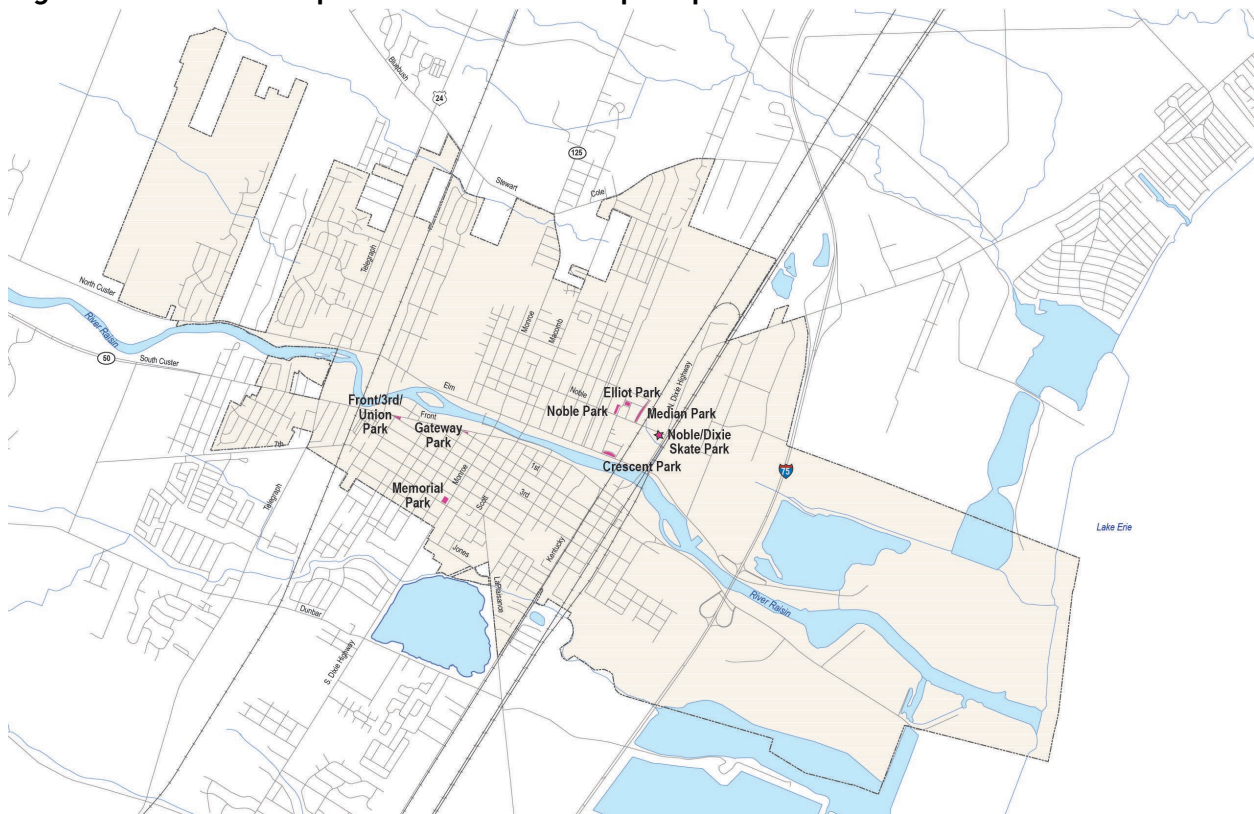 Bluebush
24
125
Stewart
Cole
Telegraph
North Custer
River Raisin
50
South Custer
Monroe
Macomb
N. Dixie Highway
Elm
Noble
Elliot Park
Noble Park
Median Park
Noble/Dixie
Skate Park
Crescent Park
Front/3rd/
Union
Park
Front
Gateway
Park
7th
1st
3rd
Monroe
Scott
Memorial
Park
Telegraph
75
Lake Erie
Jones
Kentucky
LaPlaisance
River Raisin
Dunbar
S. Dixie Highway